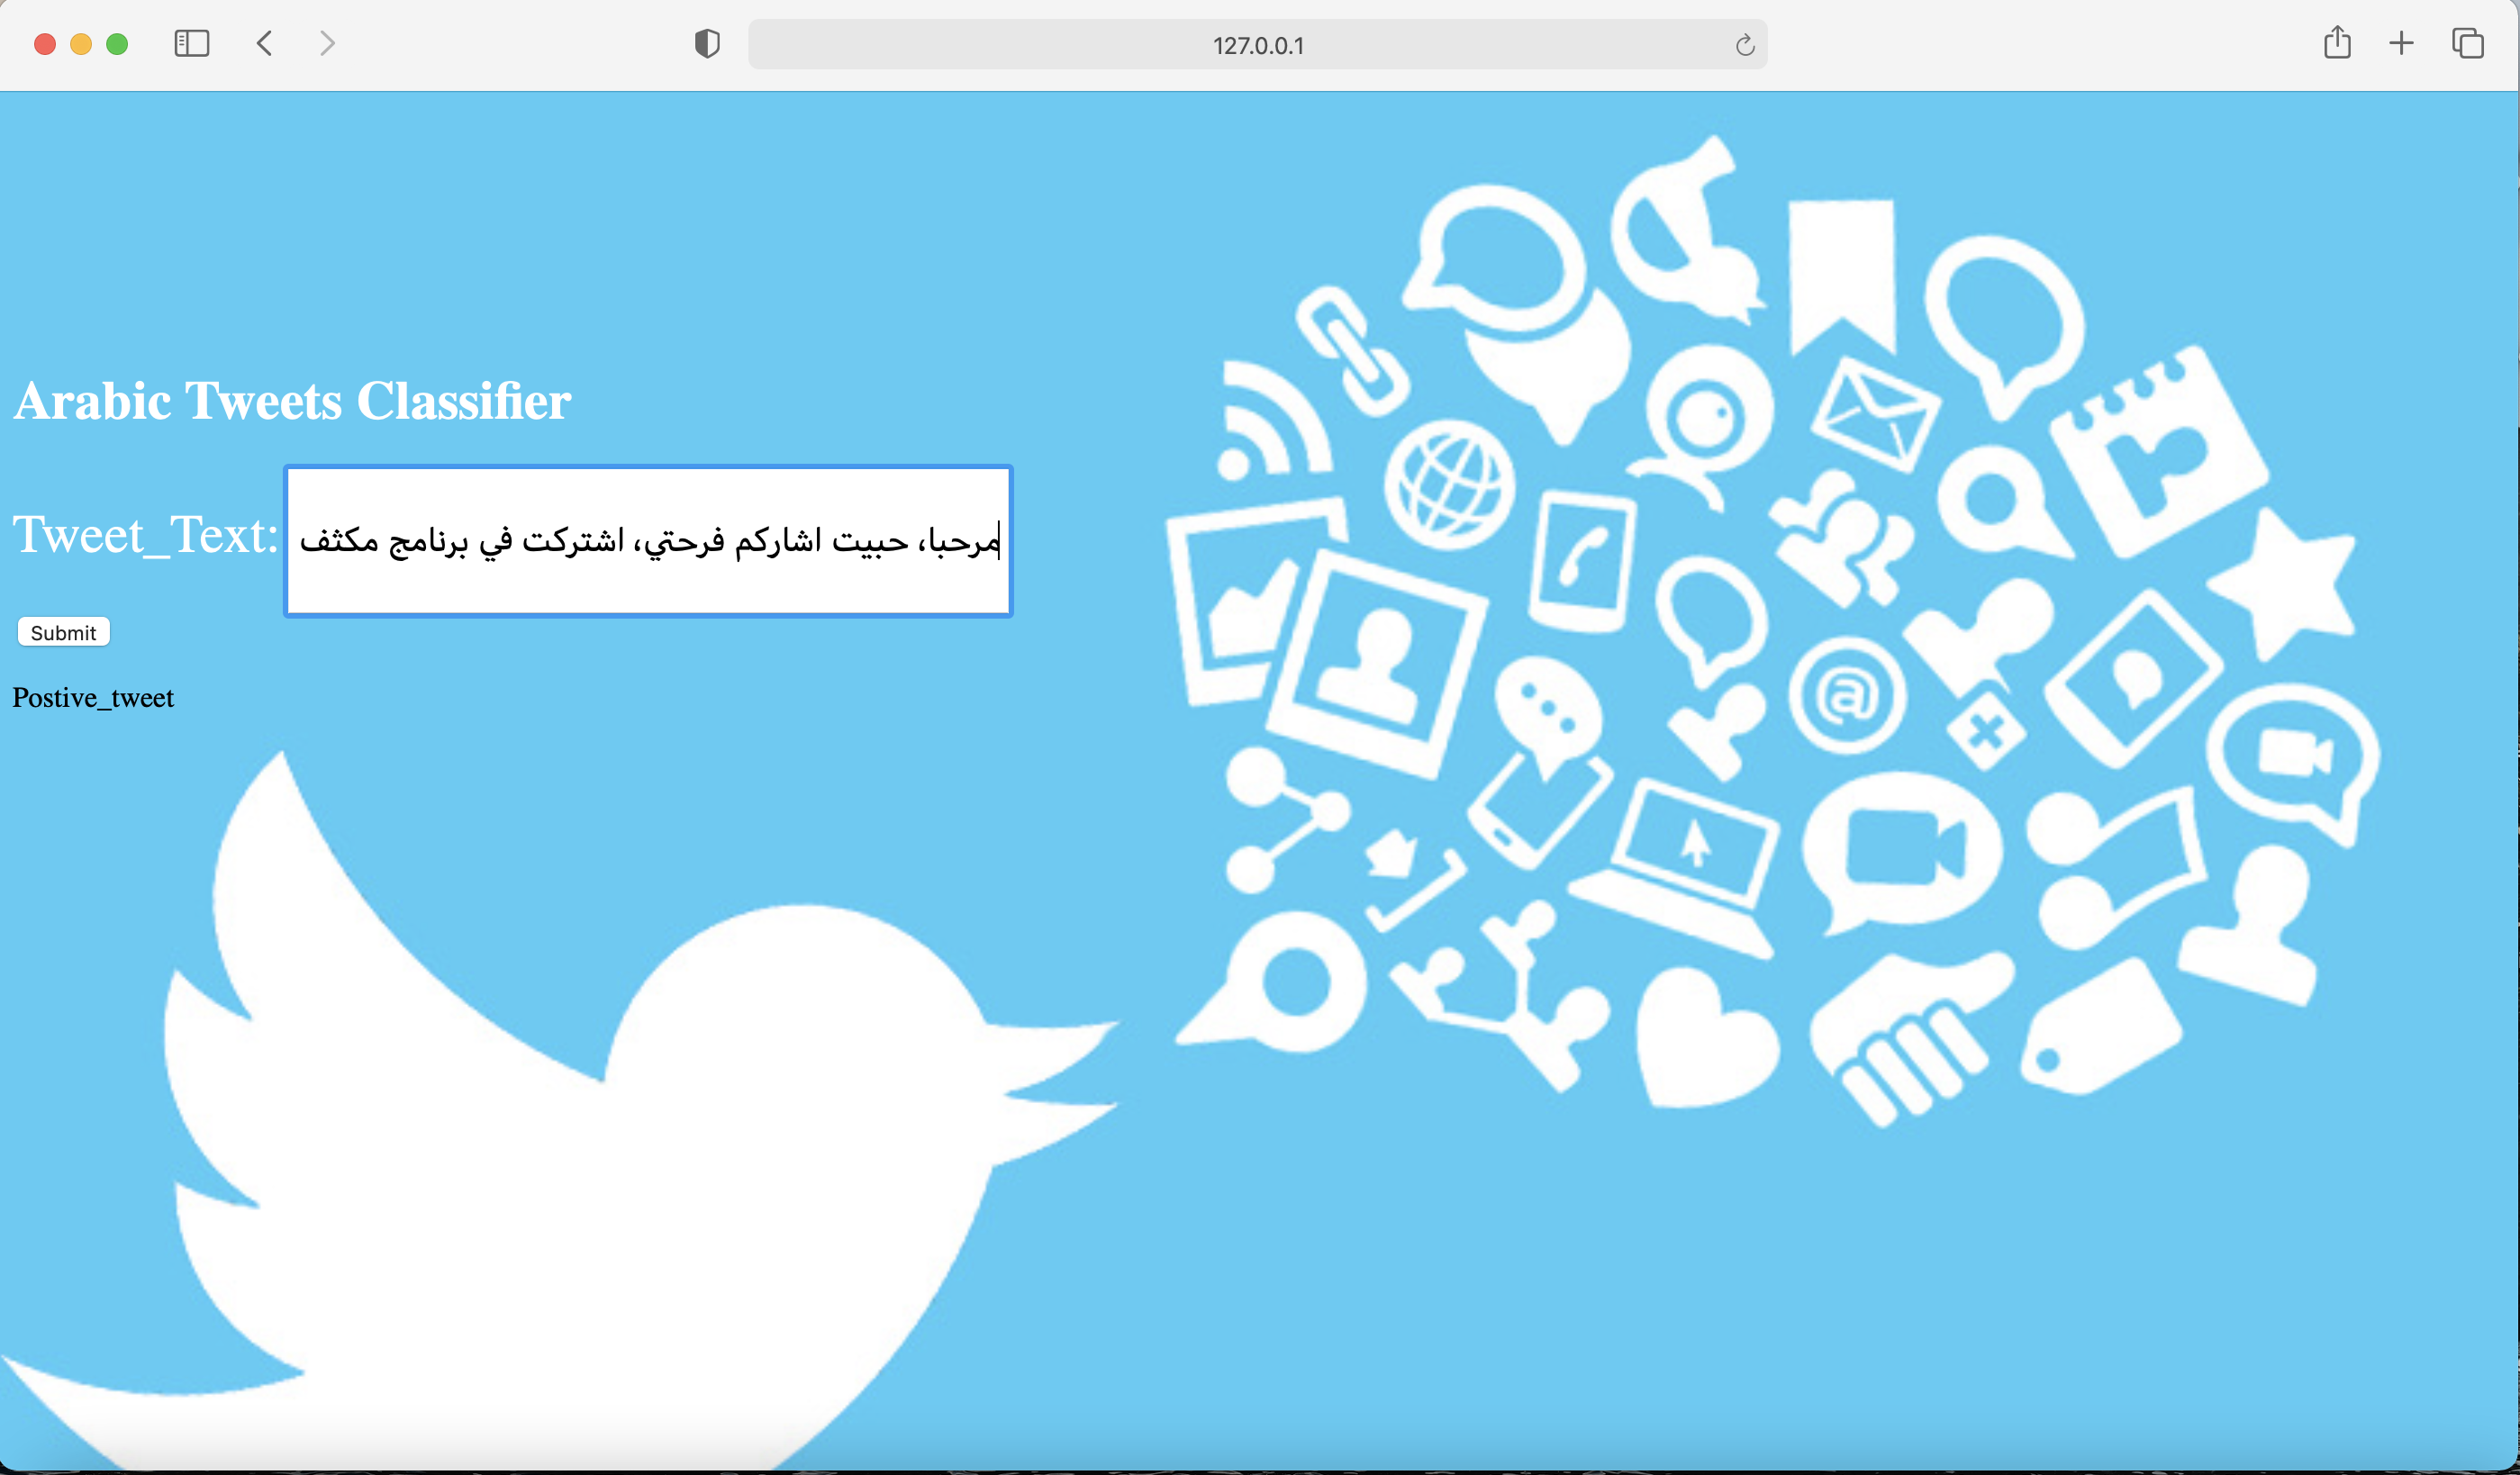 127.0.0.1
Arabic Tweets Classifier
Tweet_Text:
مرحبا، حبيت اشاركم فرحتي، اشتركت في برنامج مكثف
Submit
Postive_tweet